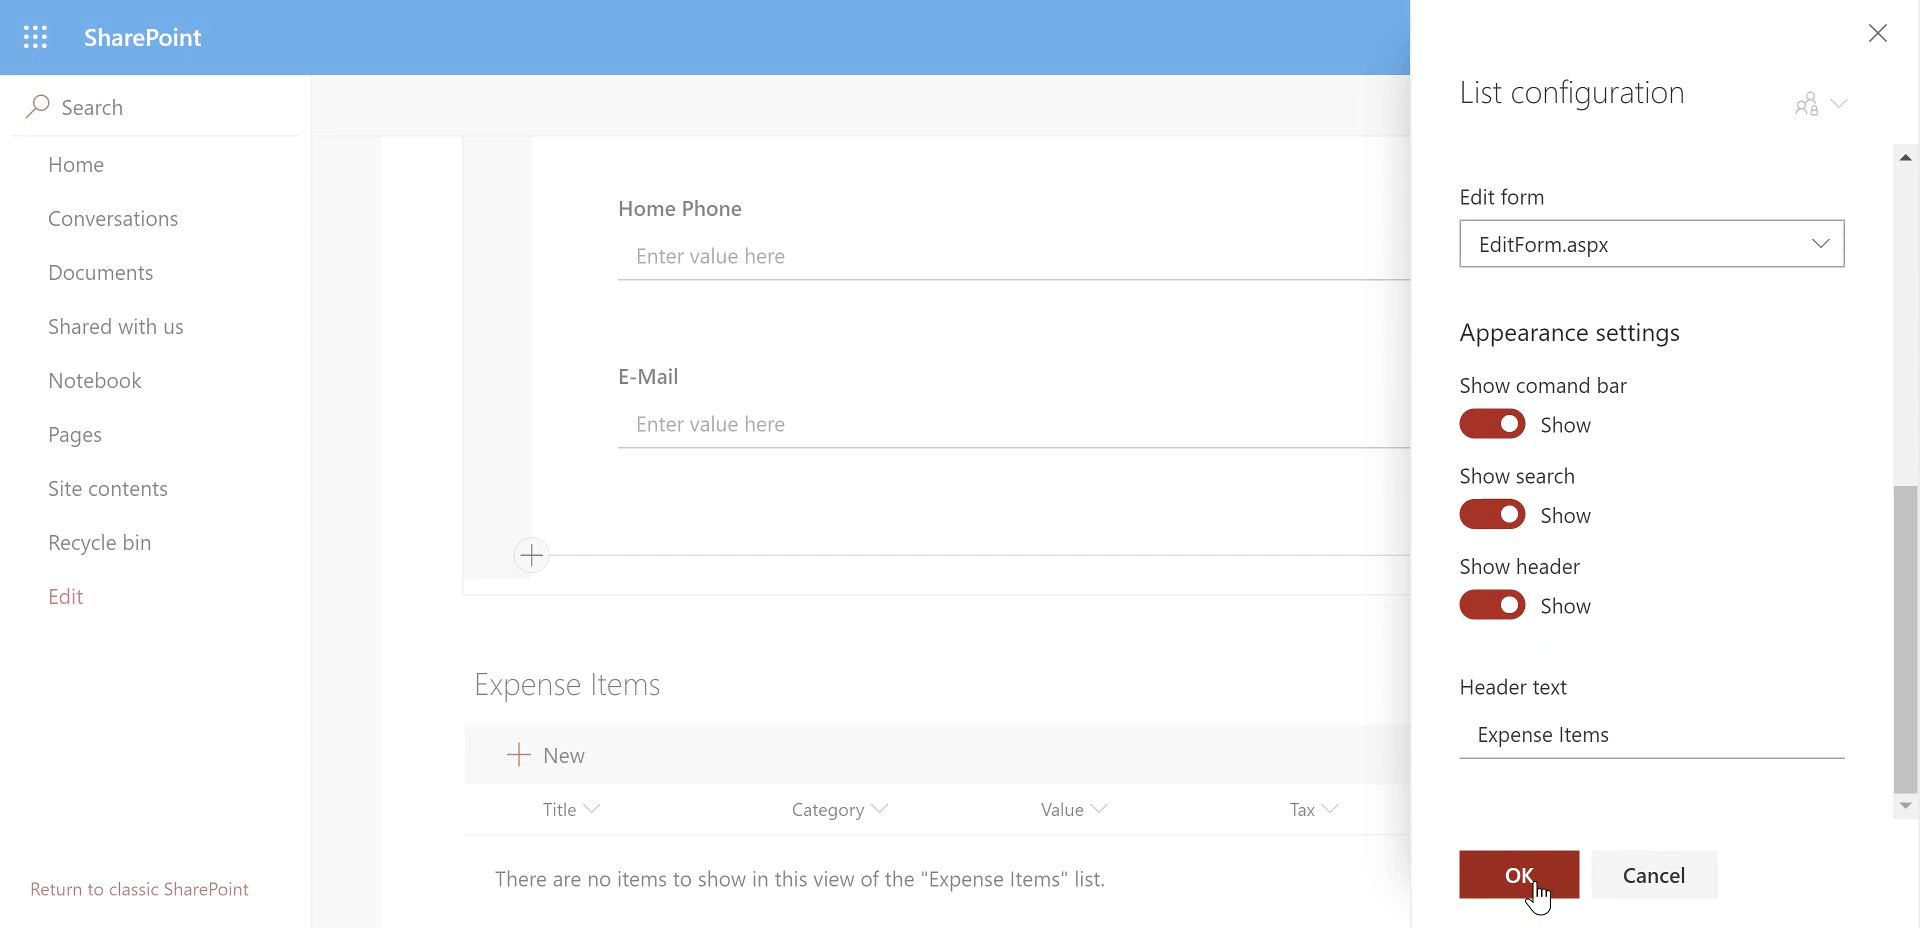 SharePoint
Search
Home
Conversations
Documents
Shared with us
Notebook
Pages
Site contents
Recycle bin
Edit
Return to classic SharePoint
Home Phone
Enter value here
E-Mail
Enter value here
Expense Items
New
Title Category Value Tax
There are no items to show in this view of the "Expense Items" list.
List configuration
Edit form
EditForm.aspx
Appearance settings
Show comand bar
Show
Show search
Show
Show header
Show
Header text
Expense Items
OK Cancel